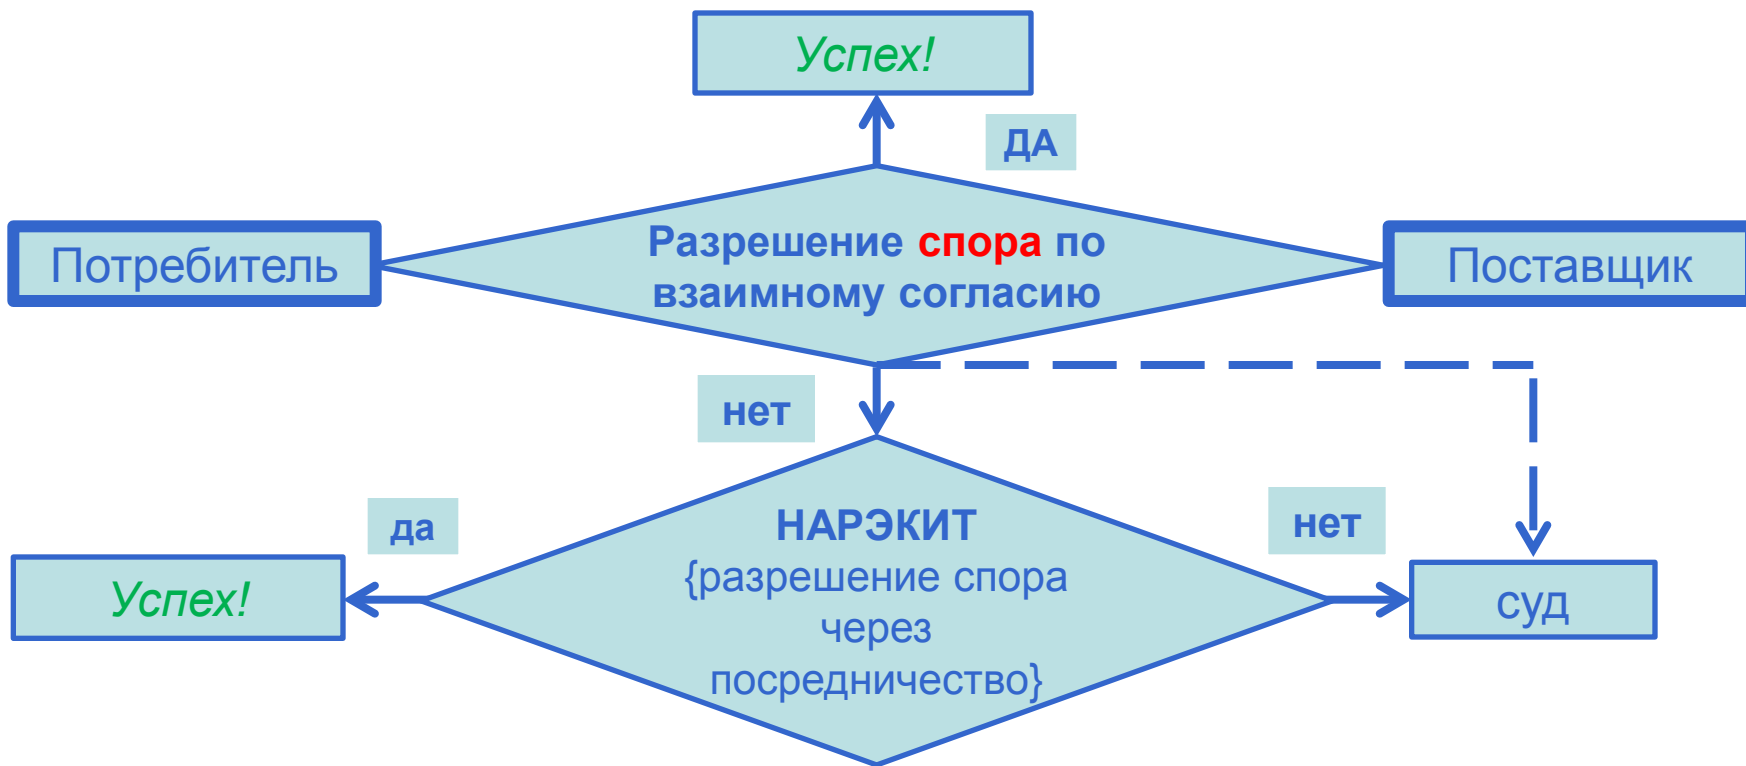 Успех!
ДА
Потребитель
Разрешение спора по
взаимному согласию
Поставщик
нет
да
НАРЭКИТ
{разрешение спора
через
посредничество}
нет
Успех!
суд